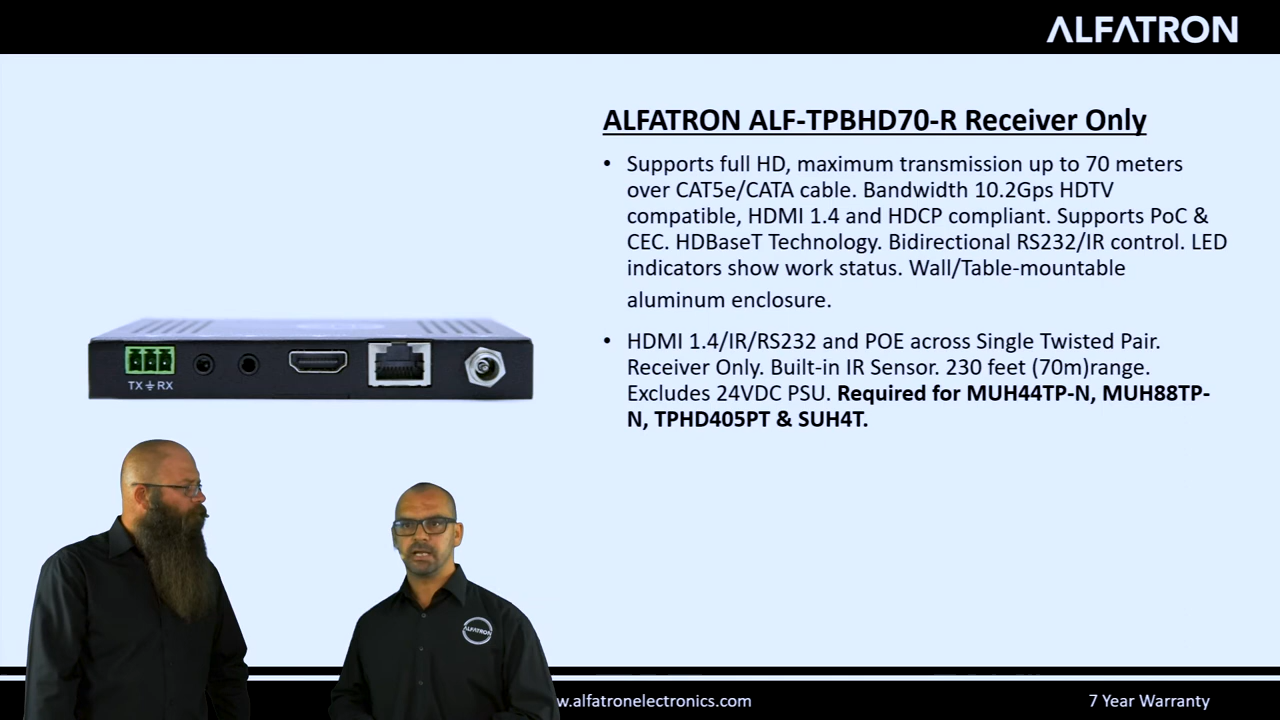 ALFATRON
ALFATRON ALF-TPBHD70-R Receiver Only
• Supports full HD, maximum transmission up to 70 meters
over CAT5e/CATA cable. Bandwidth 10.2Gps HDTV
compatible, HDMI 1.4 and HDCP compliant. Supports PoC &
CEC. HDBaseT Technology. Bidirectional RS232/IR control. LED
indicators show work status. Wall/Table-mountable
aluminum enclosure.
• HDMI 1.4/IR/RS232 and POE across Single Twisted Pair.
Receiver Only. Built-in IR Sensor. 230 feet (70m)range.
Excludes 24VDC PSU. Required for MUH44TP-N, MUH88TP-
N, TPHD405PT & SUH4T.
TX RX
ALFATRON
w.alfatronelectronics.com
7 Year Warranty